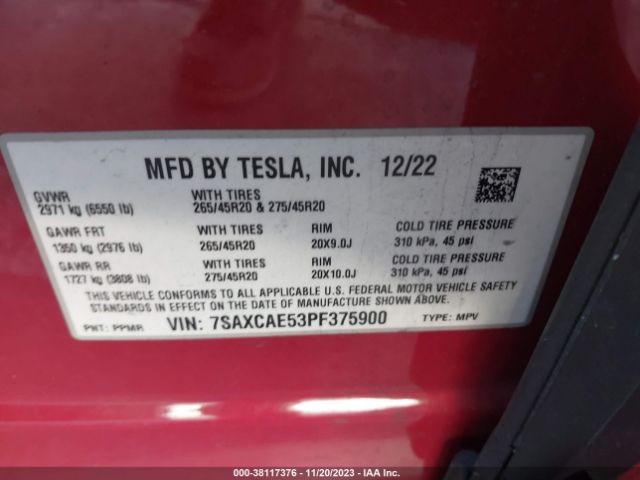 MFD BY TESLA, INC. 12/22
GVWR
2971 kg (6550 lb)
WITH TIRES
265/45R20 & 275/45R20
GAWR FRT
1350 kg (2976 lb)
WITH TIRES
265/45R20
RIM
20X9.0J
COLD TIRE PRESSURE
310 kPa, 45 psi
GAWR RR
1727 kg (3808 lb)
WITH TIRES
275/45R20
RIM
20X10.0J
COLD TIRE PRESSURE
310 kPa, 45 psi
THIS VEHICLE CONFORMS TO ALL APPLICABLE U.S. FEDERAL MOTOR VEHICLE SAFETY
STANDARDS IN EFFECT ON THE DATE OF MANUFACTURE SHOWN ABOVE.
PNT: PPMR VIN: 7SAXCAE53PF375900 TYPE: MPV
000-38117376 - 11/20/2023 - IAAI.COM